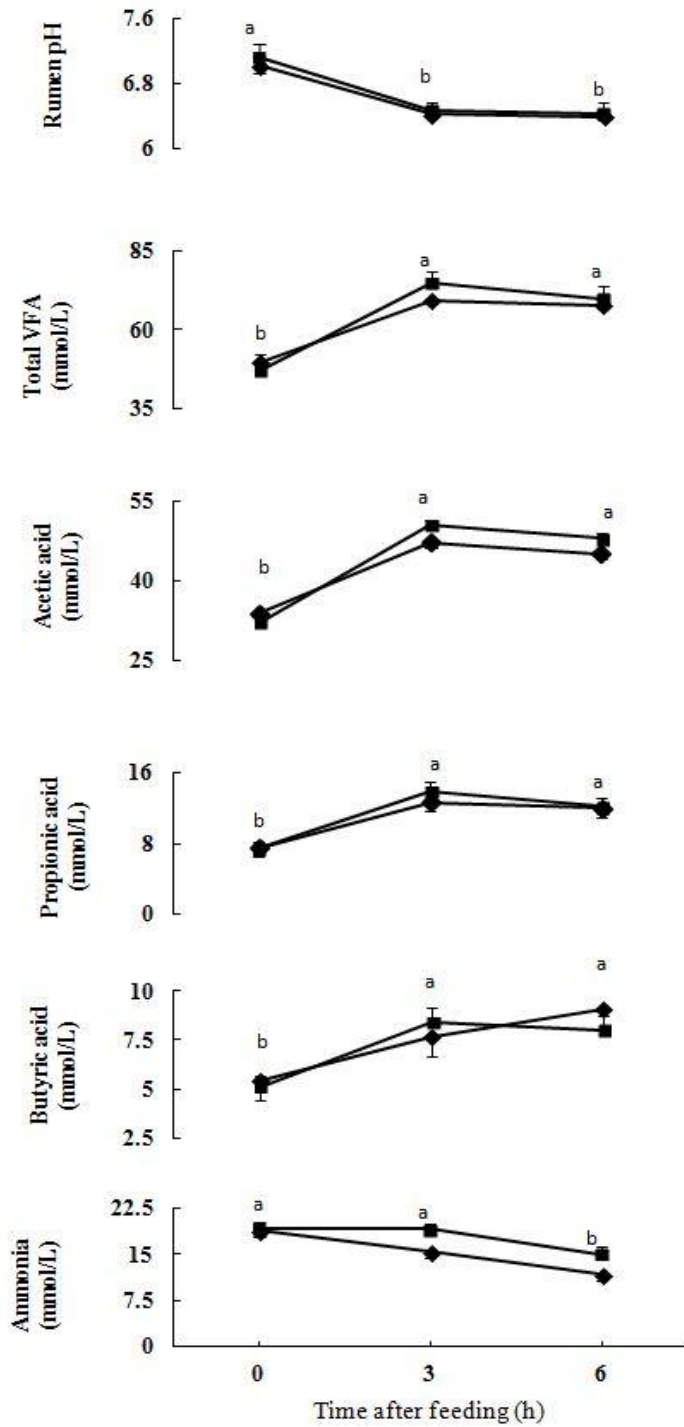 Rumen pH
7.6
6.8
6
a
b
b
Total VFA
(mmol/L)
85
60
35
b
a
a
Acetic acid
(mmol/L)
55
40
25
b
a
a
Propionic acid
(mmol/L)
16
8
0
b
a
a
Butyric acid
(mmol/L)
10
7.5
5
2.5
b
a
a
Ammonia
(mmol/L)
22.5
15
7.5
0
a
a
b
0 3 6
Time after feeding (h)